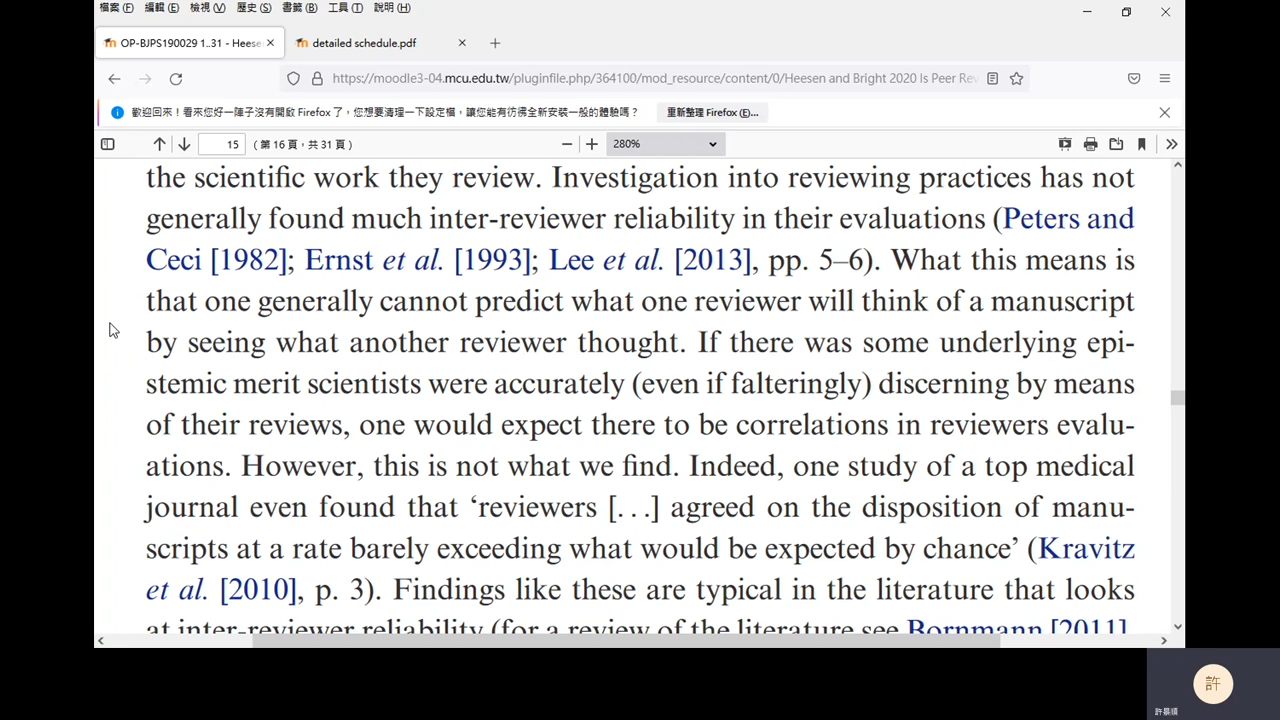 檔案(F) 編輯(E) 檢視(V) 歷史(S) 書籤(B) 工具(T) 說明(H)
OP-BJPS190029 1..31 - Heese
detailed schedule.pdf
https://moodle3-04.mcu.edu.tw/pluginfile.php/364100/mod_resource/content/0/Heesen and Bright 2020 Is Peer Rev
歡迎回來！看來您好一陣子沒有開啟 Firefox 了，您想要清理一下設定檔，讓您能有彷彿全新安裝一般的體驗嗎？ 重新整理 Firefox (E)...
15 (第 16 頁，共 31 頁) 280%
the scientific work they review. Investigation into reviewing practices has not
generally found much inter-reviewer reliability in their evaluations (Peters and
Ceci [1982]; Ernst et al. [1993]; Lee et al. [2013], pp. 5–6). What this means is
that one generally cannot predict what one reviewer will think of a manuscript
by seeing what another reviewer thought. If there was some underlying epi-
stemic merit scientists were accurately (even if falteringly) discerning by means
of their reviews, one would expect there to be correlations in reviewers evalu-
ations. However, this is not what we find. Indeed, one study of a top medical
journal even found that ‘reviewers [. . .] agreed on the disposition of manu-
scripts at a rate barely exceeding what would be expected by chance’ (Kravitz
et al. [2010], p. 3). Findings like these are typical in the literature that looks
at inter-reviewer reliability (for a review of the literature see Bornmann [2011],
許